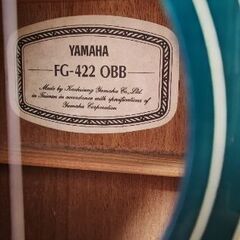 YAMAHA
FG-422 OBB
Made by Kaohsiung Yamaha Co., Ltd.
in Taiwan in accordance with specifications of
Yamaha Corporation